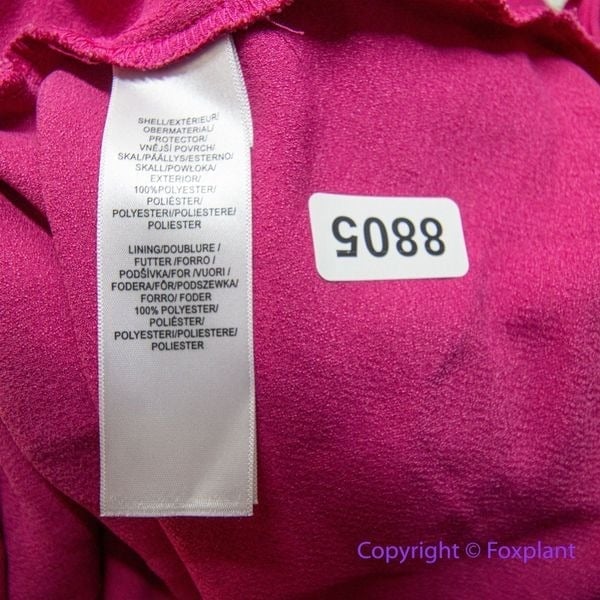 SHELL/EXTÉRIEUR/
OBERMATERIAL/
PROTECTOR/
VNĚJŠÍ POVRCH/
SKAL/PÄÄLLYS/ESTERNO/
SKALL/POWŁOKA/
EXTERIOR/
100%POLYESTER/
POLIÉSTER/
POLYESTERI/POLIESTERE/
POLIESTER
LINING/DOUBLURE /
FUTTER /FORRO /
PODŠÍVKA/FOR /VUORI /
FODERA/FÔR/PODSZEWKA/
FORRO/ FODER
100% POLYESTER/
POLIÉSTER/
POLYESTERI/POLIESTERE/
POLIESTER
8805
Copyright © Foxplant